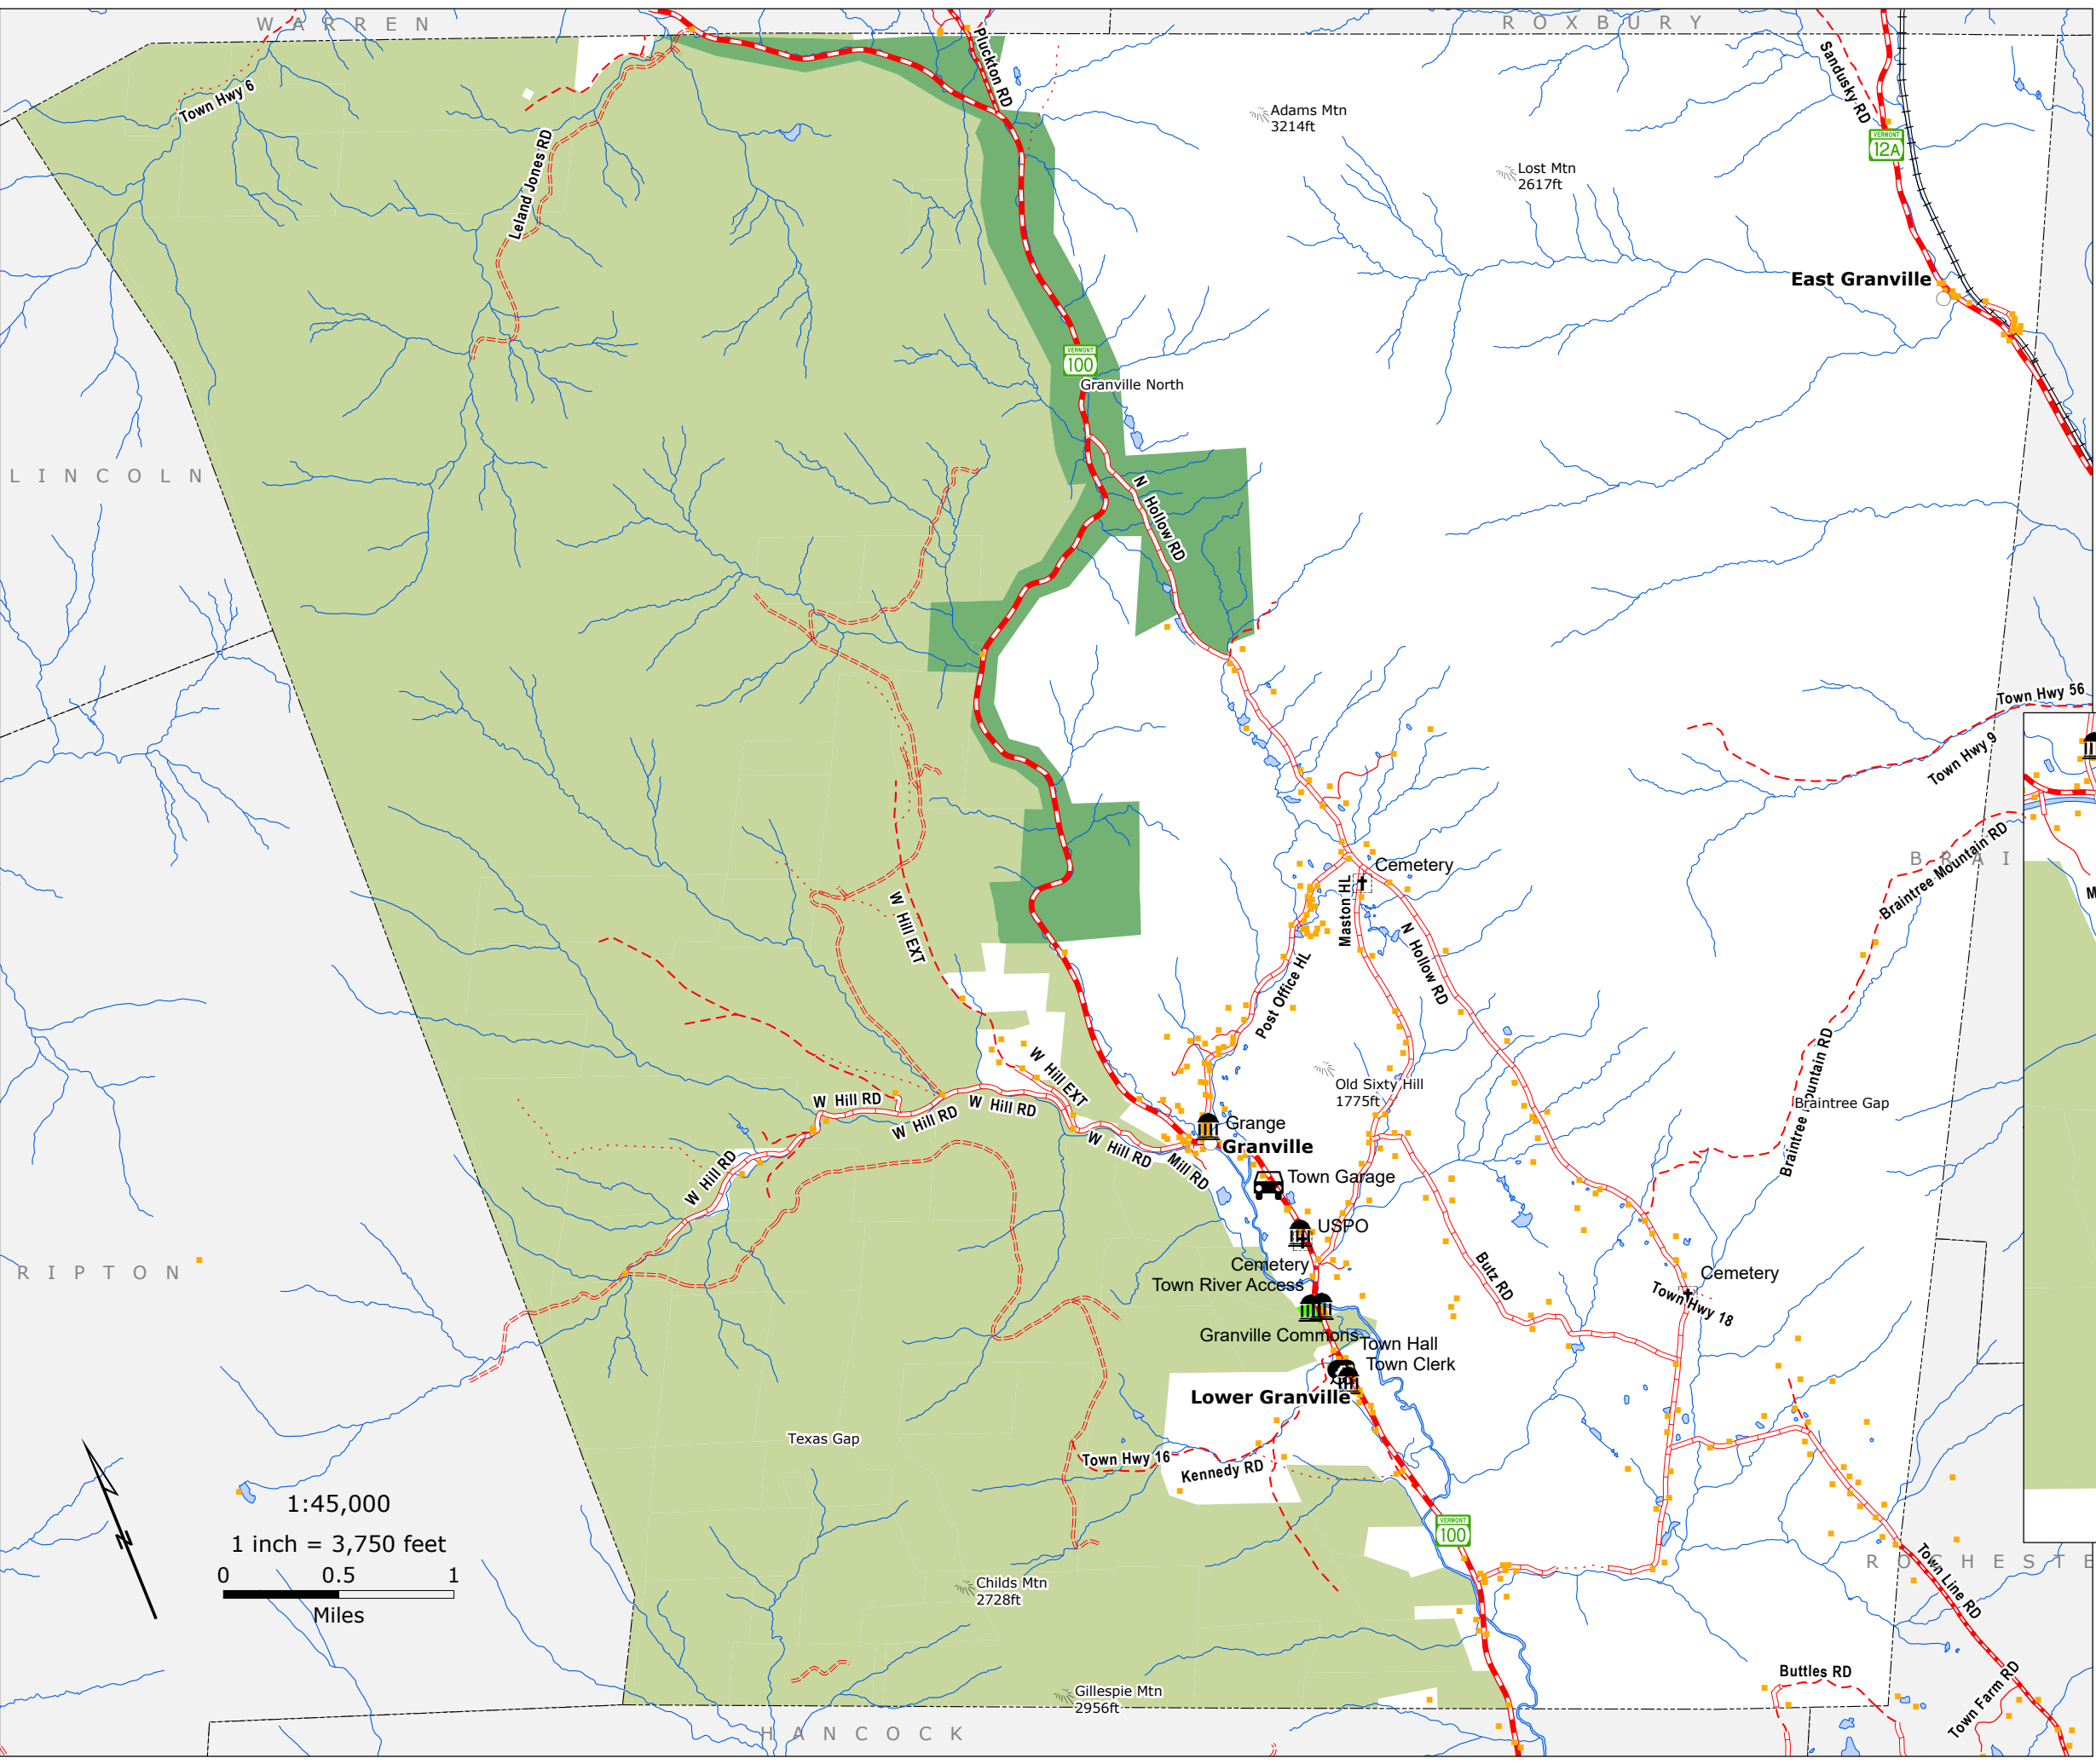 WARREN
ROXBURY
Town Hwy 6
Pluckton RD
Sandusky RD
Adams Mtn
3214ft
VERMONT
12A
Leland Jones RD
Lost Mtn
2617ft
East Granville
VERMONT
100
Granville North
LINCOLN
N Hollow RD
Town Hwy 56
Town Hwy 9
Braintree Mountain RD
BRAI
Cemetery
M
Maston HL
W Hill EXT
N Hollow RD
Post Office HL
Braintree Mountain RD
W Hill EXT
Old Sixty Hill
1775ft
Braintree Gap
W Hill RD
W Hill RD
W Hill RD
Grange
Granville
W Hill RD
Mill RD
Town Garage
W Hill RD
USPO
Cemetery
Town River Access
Butz RD
Cemetery
Town Hwy 18
RIPTON
Granville Commons
Town Hall
Town Clerk
Lower Granville
Texas Gap
Town Hwy 16
Kennedy RD
N
1:45,000
1 inch = 3,750 feet
0 0.5 1
Miles
VERMONT
100
ROCHESTE
Town Line RD
Childs Mtn
2728ft
Buttles RD
Town Farm RD
Gillespie Mtn
2956ft
HANCOCK